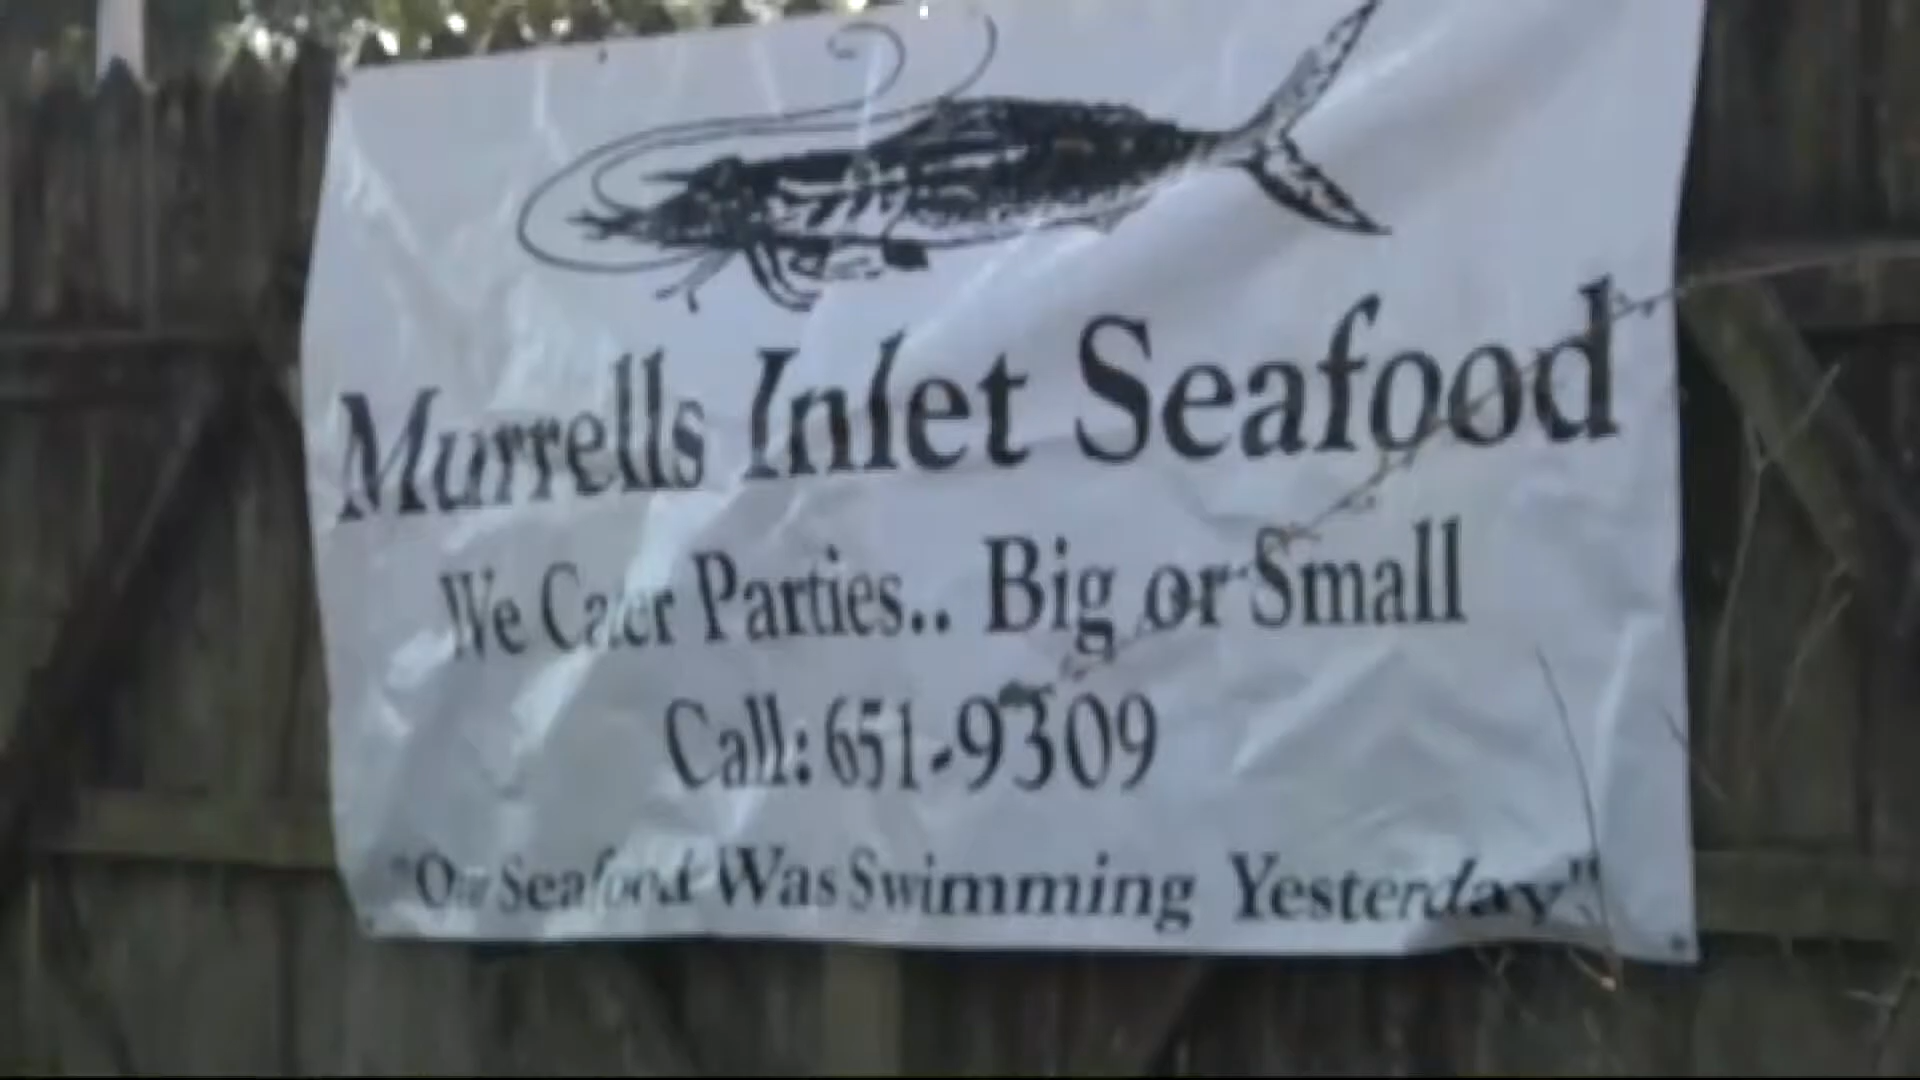 Murrells Inlet Seafood
We Cater Parties.. Big or Small
Call: 651-9309
"Our Seafood Was Swimming Yesterday"